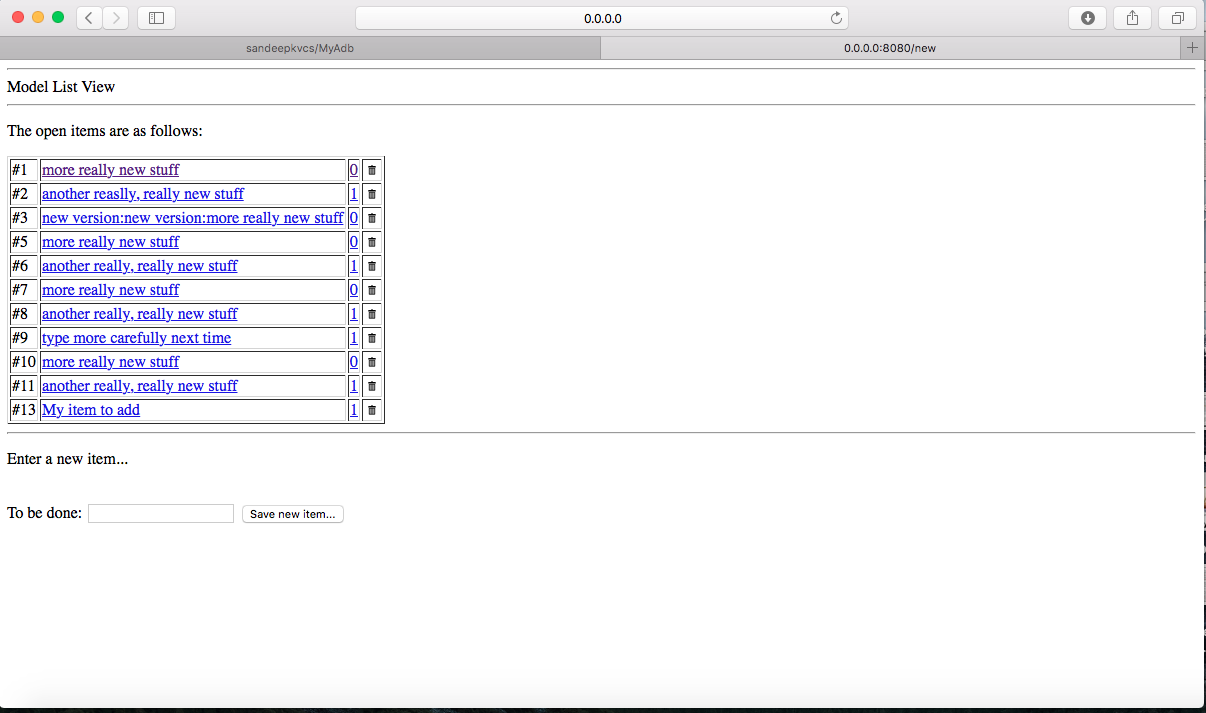 0.0.0.0
sandeepkvcs/MyAdb
0.0.0.0:8080/new
Model List View
The open items are as follows:
#1 more really new stuff 0
#2 another reaslly, really new stuff 1
#3 new version:new version:more really new stuff 0
#5 more really new stuff 0
#6 another really, really new stuff 1
#7 more really new stuff 0
#8 another really, really new stuff 1
#9 type more carefully next time 1
#10 more really new stuff 0
#11 another really, really new stuff 1
#13 My item to add 1
Enter a new item...
To be done: Save new item...